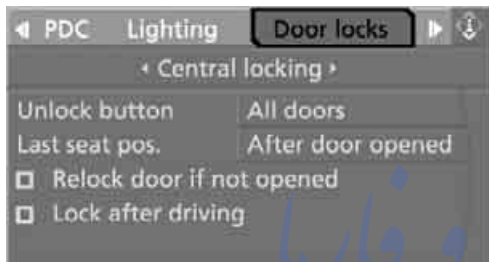 PDC Lighting Door locks
Central locking
Unlock button All doors
Last seat pos. After door opened
Relock door if not opened
Lock after driving